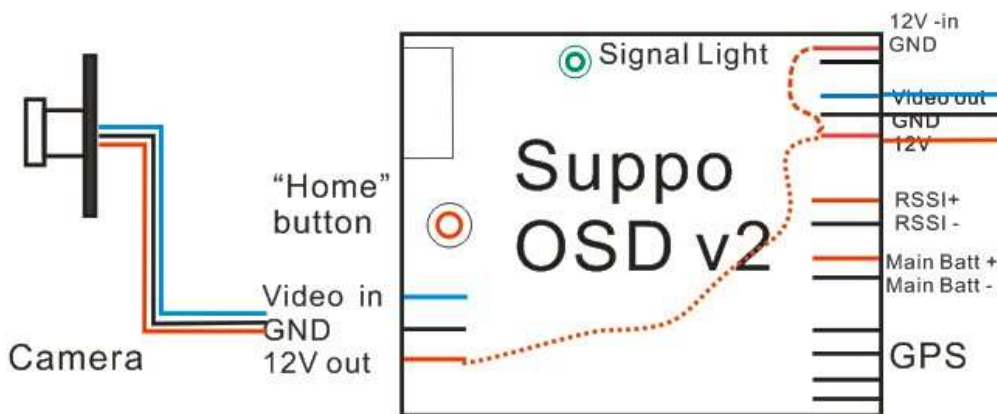 12V -in
GND
Signal Light
Video out
GND
12V
Suppo
OSD v2
"Home"
button
RSSI+
RSSI -
Main Batt +
Main Batt -
Video in
GND
12V out
Camera
GPS